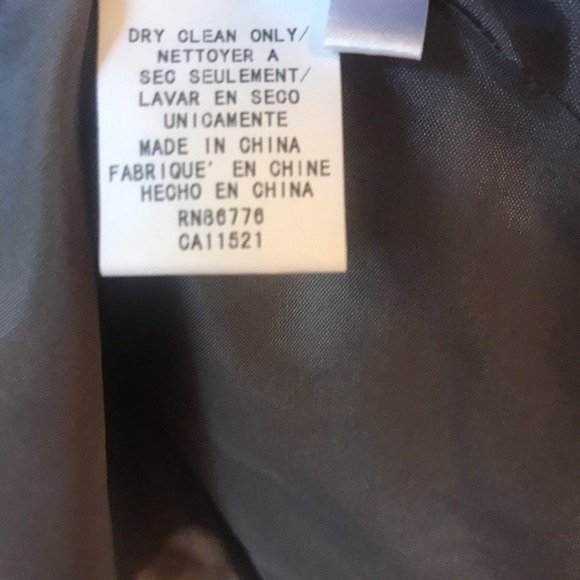 DRY CLEAN ONLY/
NETTOYER A
SEC SEULEMENT/
LAVAR EN SECO
UNICAMENTE
MADE IN CHINA
FABRIQUE' EN CHINE
HECHO EN CHINA
RN86776
CA11521